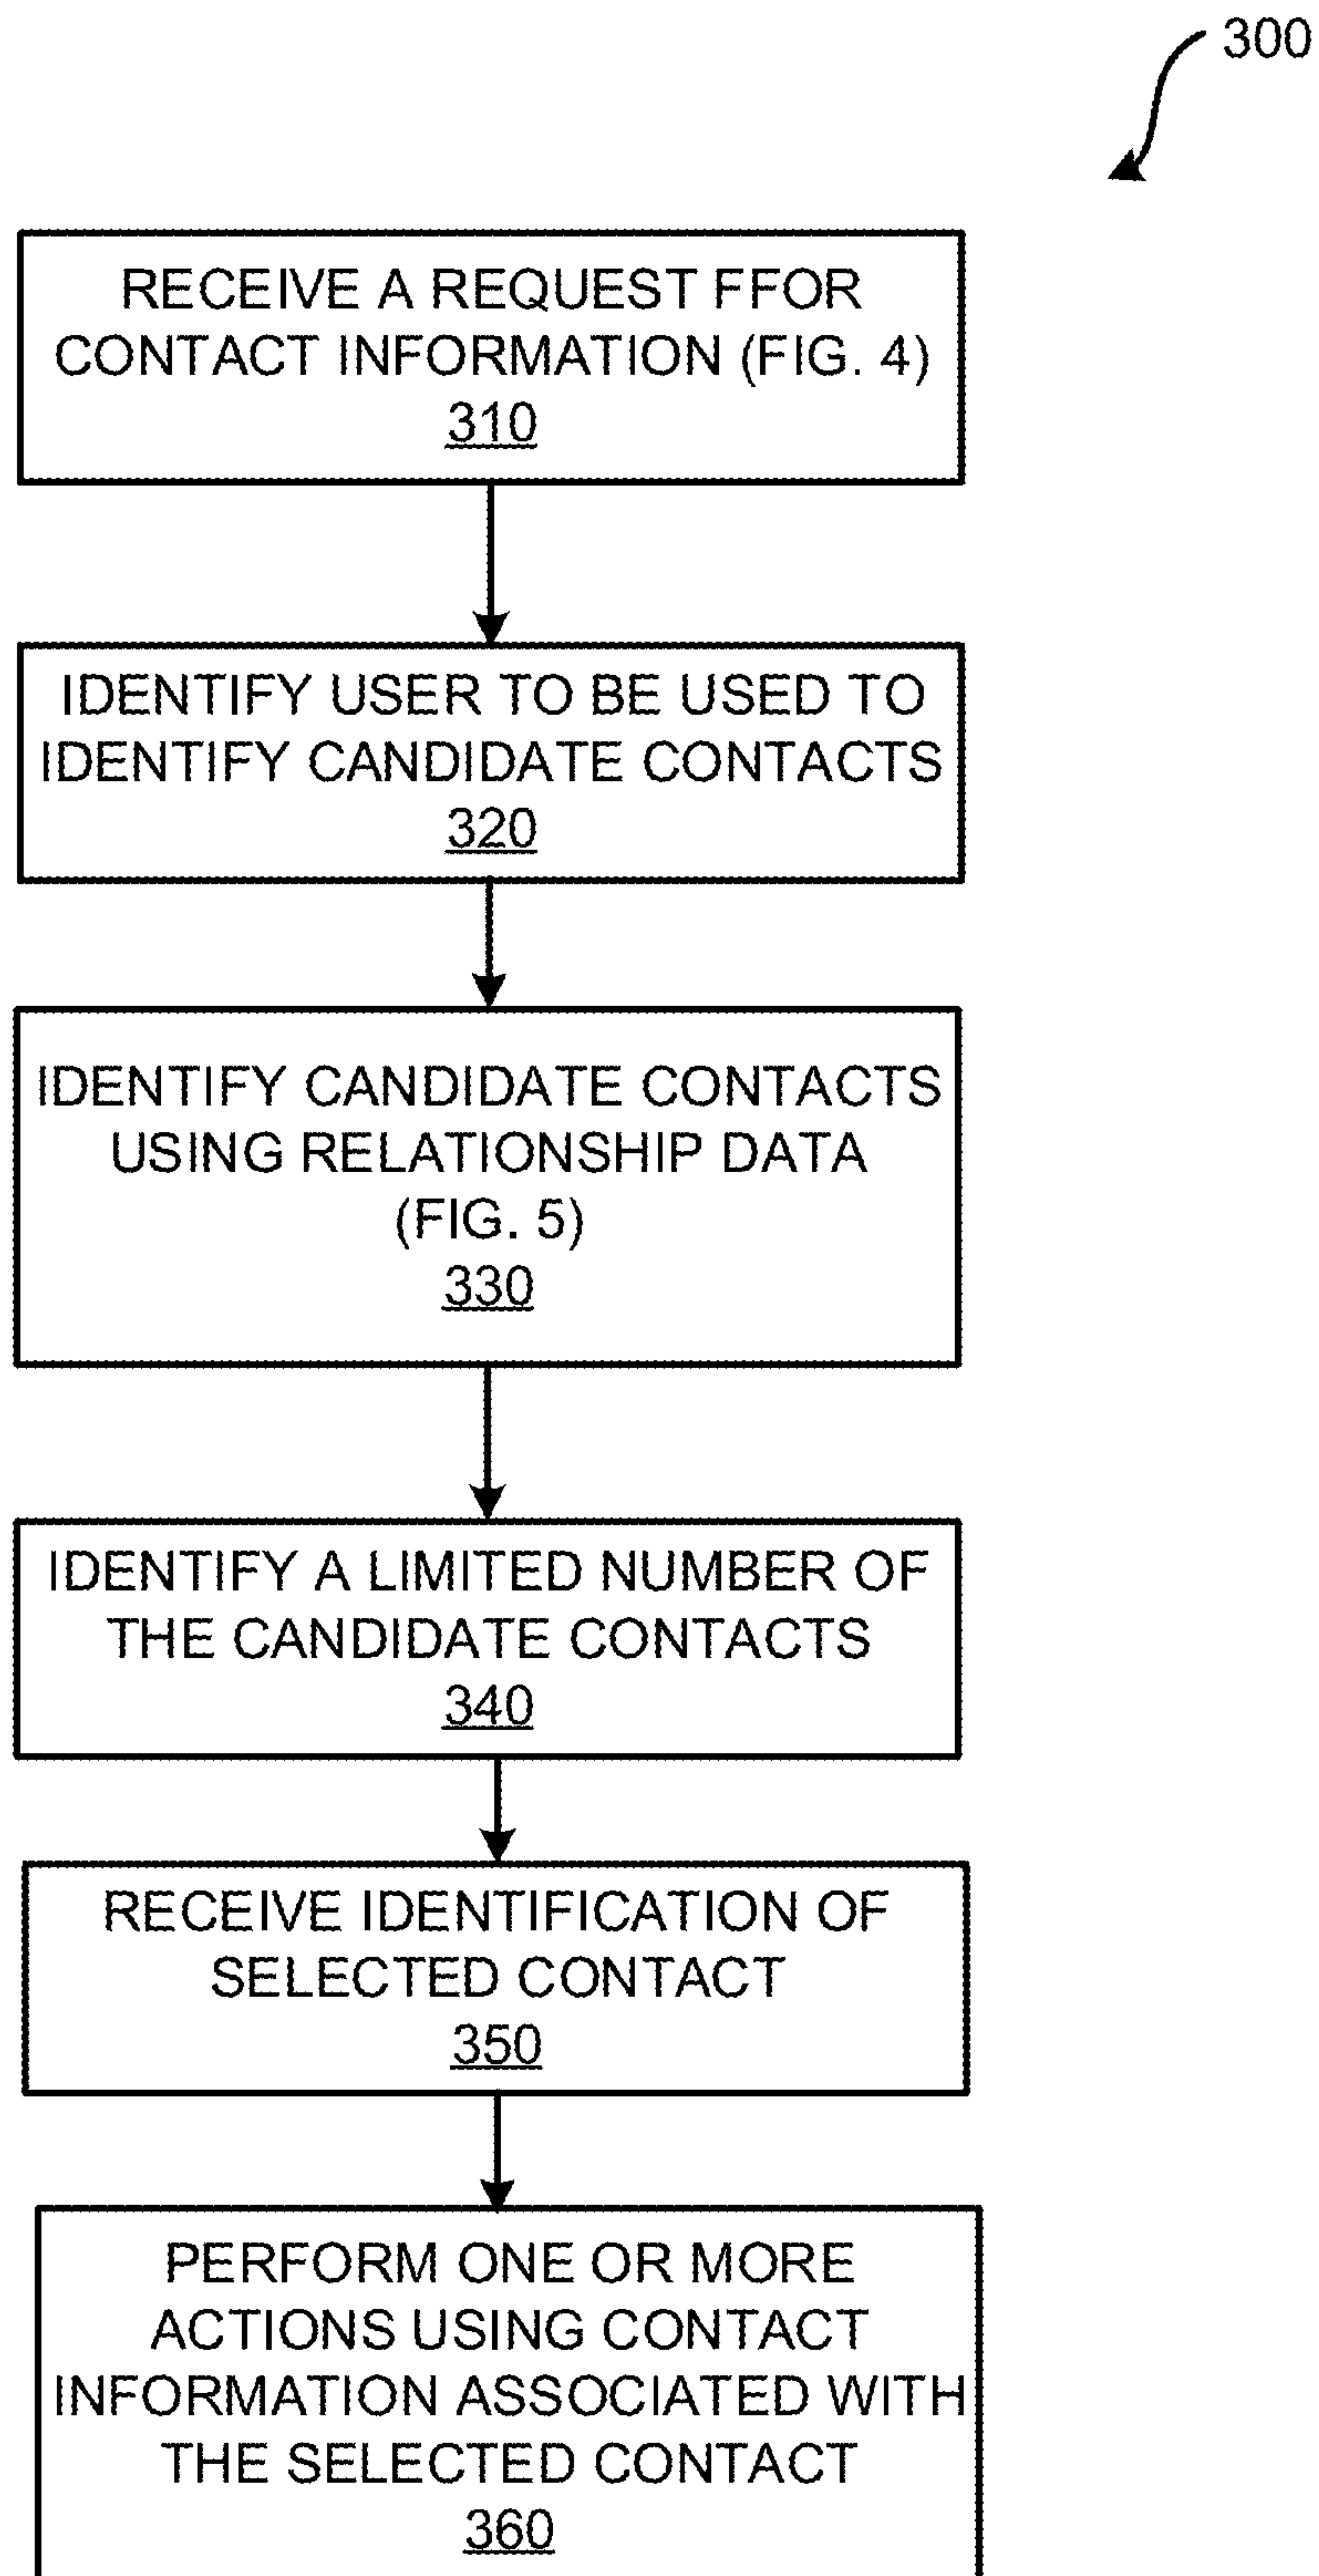 300
RECEIVE A REQUEST FFOR
CONTACT INFORMATION (FIG. 4)
310
IDENTIFY USER TO BE USED TO
IDENTIFY CANDIDATE CONTACTS
320
IDENTIFY CANDIDATE CONTACTS
USING RELATIONSHIP DATA
(FIG. 5)
330
IDENTIFY A LIMITED NUMBER OF
THE CANDIDATE CONTACTS
340
RECEIVE IDENTIFICATION OF
SELECTED CONTACT
350
PERFORM ONE OR MORE
ACTIONS USING CONTACT
INFORMATION ASSOCIATED WITH
THE SELECTED CONTACT
360